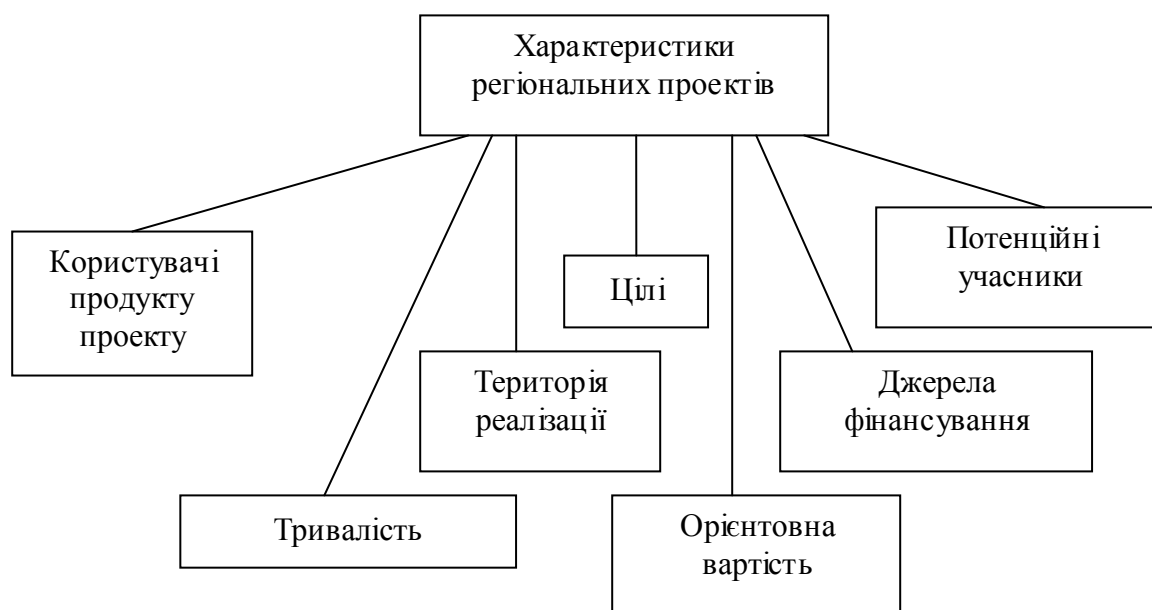 Характеристики
регіональних проектів
Користувачі
продукту
проекту
Цілі
Потенційні
учасники
Територія
реалізації
Джерела
фінансування
Тривалість
Орієнтовна
вартість